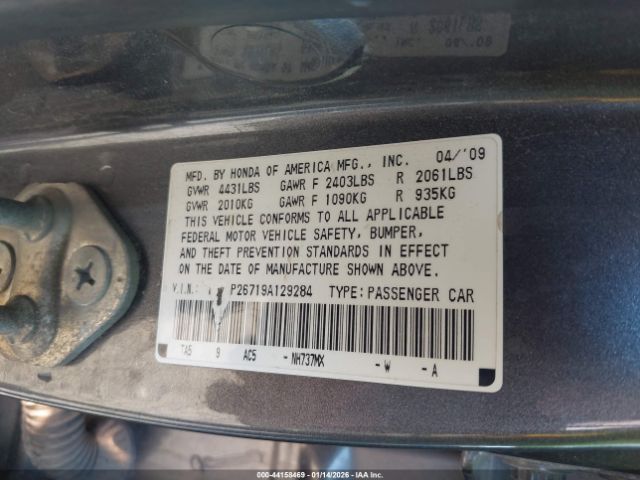 MFD. BY HONDA OF AMERICA MFG., INC. 04/'09
GVWR 4431LBS GAWR F 2403LBS R 2061LBS
GVWR 2010KG GAWR F 1090KG R 935KG
THIS VEHICLE CONFORMS TO ALL APPLICABLE
FEDERAL MOTOR VEHICLE SAFETY, BUMPER,
AND THEFT PREVENTION STANDARDS IN EFFECT
ON THE DATE OF MANUFACTURE SHOWN ABOVE.
V.I.N.: P26719A129284 TYPE: PASSENGER CAR
TA5 9 AC5 - NH737MX - W - A
000-44158469 01/14/2026 IAAHQ